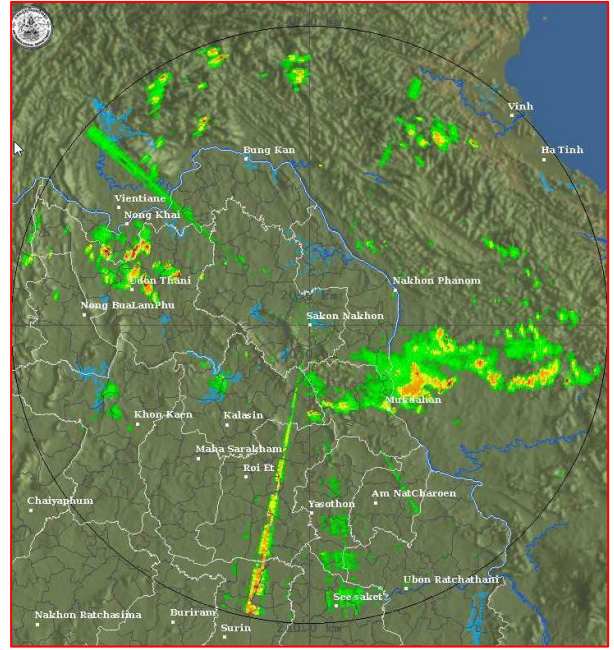 Vinh
Bung Kan
Ha Tinh
Vientiane
Nong Khai
Udon Thani
Nakhon Phanom
Nong BuaLamPhu
Sakon Nakhon
Mukdahan
Khon Kaen
Kalasin
Maha Sarakham
Roi Et
Chaiyaphum
Yasothon
Am NatCharoen
Ubon Ratchathani
See saket
Nakhon Ratchasima
Buriram
Surin